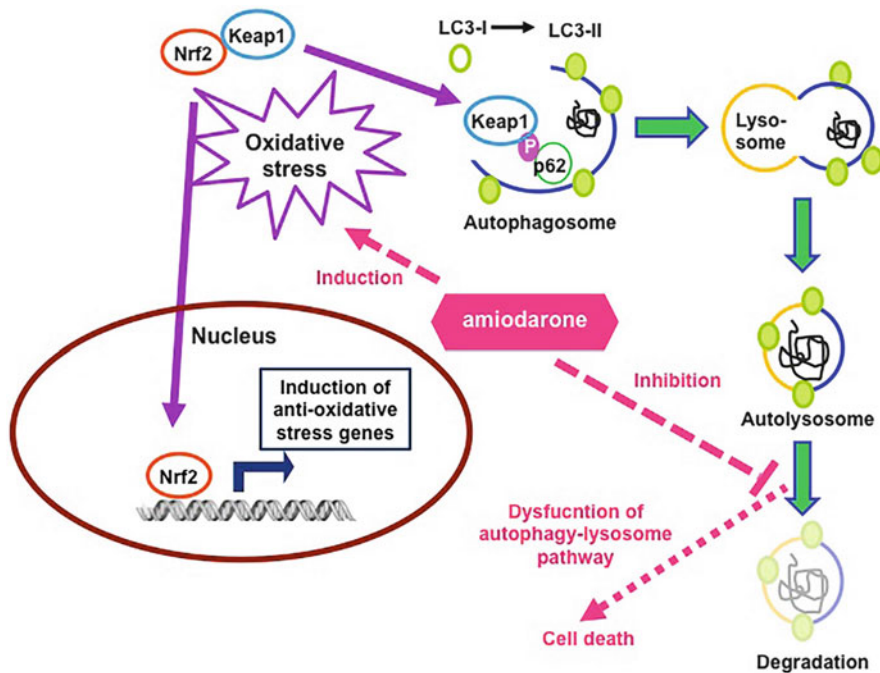 Nrf2
Keap1
LC3-I
LC3-II
Oxidative
stress
Keap1
P
p62
Autophagosome
Lyso-
some
Induction
amiodarone
Nucleus
Inhibition
Induction of
anti-oxidative
stress genes
Autolysosome
Nrf2
Dysfucntion of
autophagy-lysosome
pathway
Cell death
Degradation